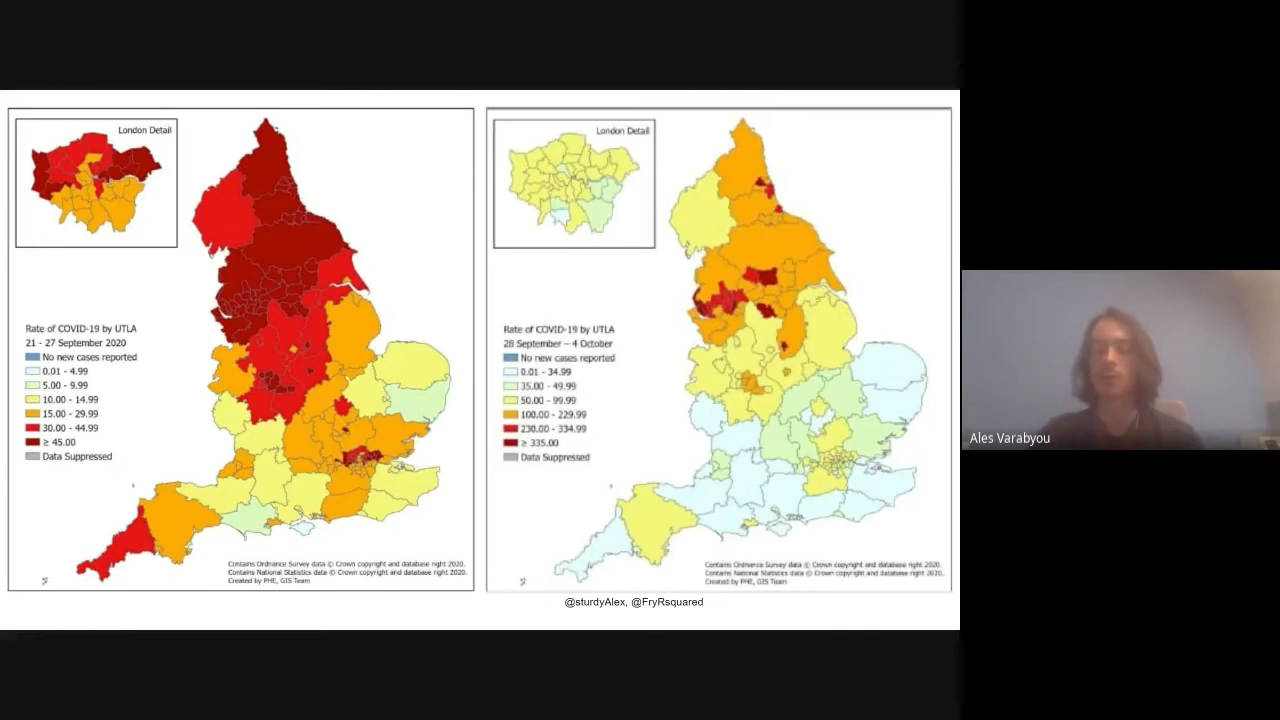 London Detail
Rate of COVID-19 by UTLA
21 - 27 September 2020
No new cases reported
0.01 - 4.99
5.00 - 9.99
10.00 - 14.99
15.00 - 29.99
30.00 - 44.99
≥ 45.00
Data Suppressed
Contains Ordnance Survey data © Crown copyright and database right 2020.
Contains National Statistics data © Crown copyright and database right 2020.
Created by PHE, GIS Team
London Detail
Rate of COVID-19 by UTLA
28 September – 4 October
No new cases reported
0.01 - 34.99
35.00 - 49.99
50.00 - 99.99
100.00 - 229.99
230.00 - 334.99
≥ 335.00
Data Suppressed
Contains Ordnance Survey data © Crown copyright and database right 2020.
Contains National Statistics data © Crown copyright and database right 2020.
Created by PHE, GIS Team
@sturdyAlex, @FryRsquared
Ales Varabyou